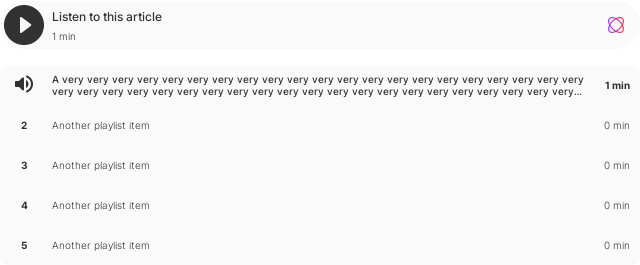 Listen to this article
1 min
A very very very very very very very very very very very very very very very very very very very very very
very very very very very very very very very very very very very very very very very very very very very...
1 min
2 Another playlist item 0 min
3 Another playlist item 0 min
4 Another playlist item 0 min
5 Another playlist item 0 min